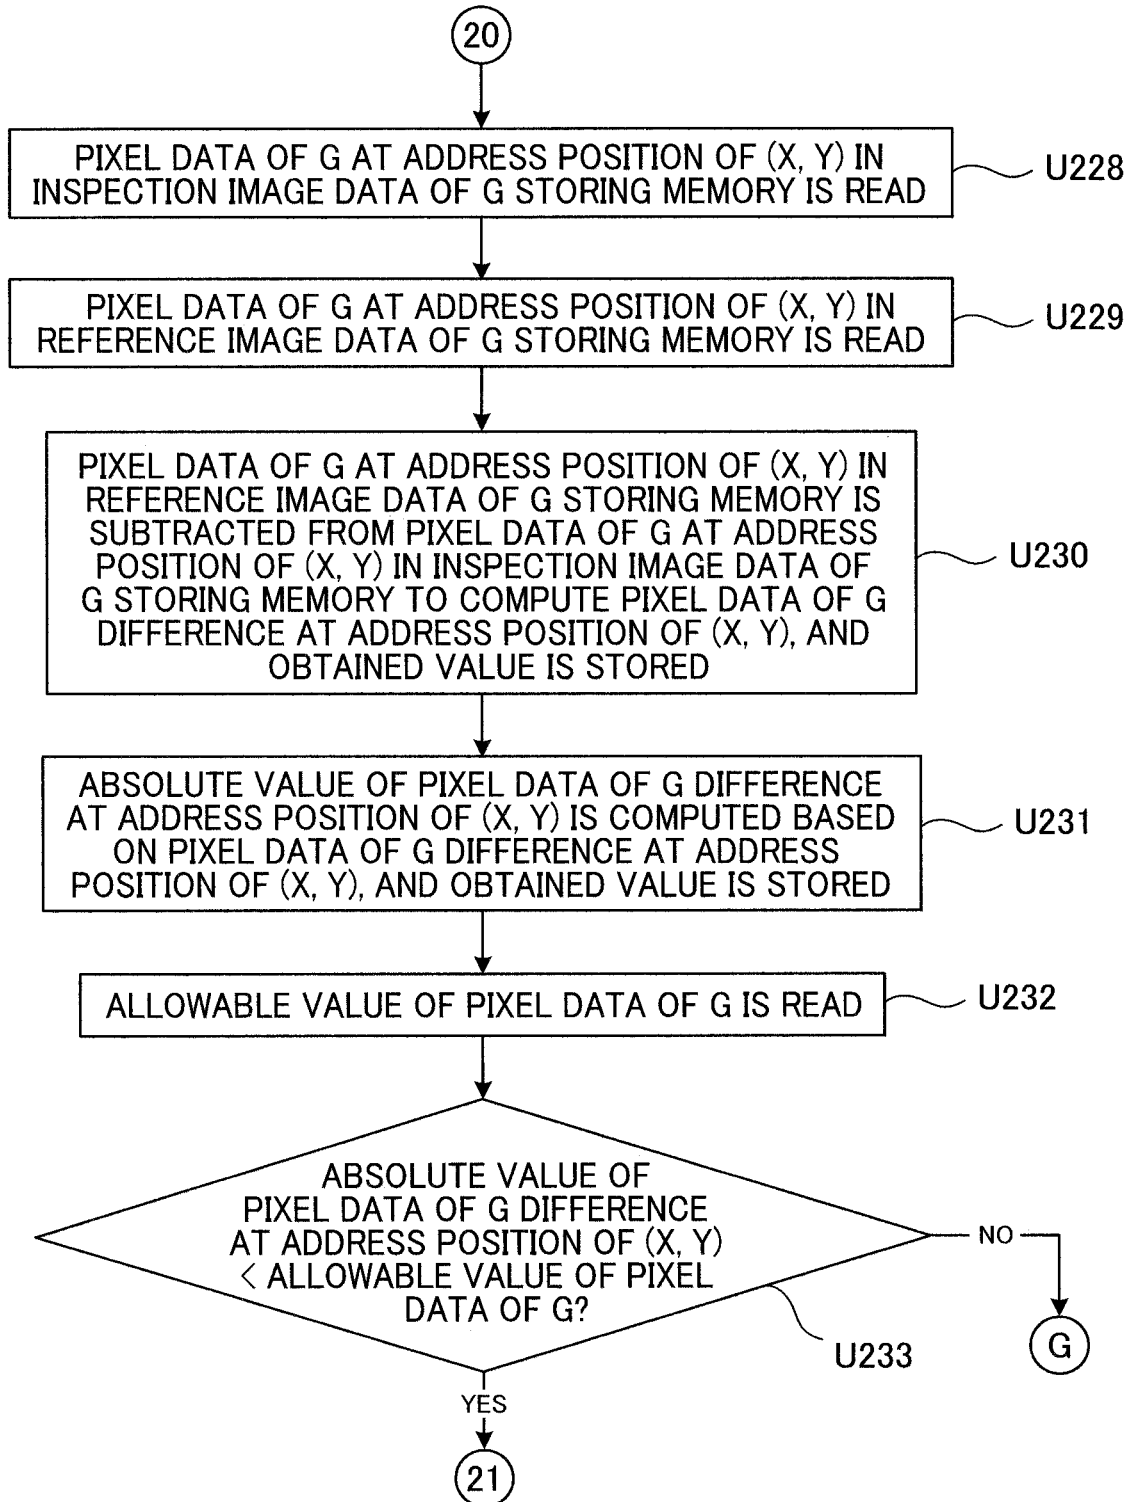 20
PIXEL DATA OF G AT ADDRESS POSITION OF (X, Y) IN
INSPECTION IMAGE DATA OF G STORING MEMORY IS READ
U228
PIXEL DATA OF G AT ADDRESS POSITION OF (X, Y) IN
REFERENCE IMAGE DATA OF G STORING MEMORY IS READ
U229
PIXEL DATA OF G AT ADDRESS POSITION OF (X, Y) IN
REFERENCE IMAGE DATA OF G STORING MEMORY IS
SUBTRACTED FROM PIXEL DATA OF G AT ADDRESS
POSITION OF (X, Y) IN INSPECTION IMAGE DATA OF
G STORING MEMORY TO COMPUTE PIXEL DATA OF G
DIFFERENCE AT ADDRESS POSITION OF (X, Y), AND
OBTAINED VALUE IS STORED
U230
ABSOLUTE VALUE OF PIXEL DATA OF G DIFFERENCE
AT ADDRESS POSITION OF (X, Y) IS COMPUTED BASED
ON PIXEL DATA OF G DIFFERENCE AT ADDRESS
POSITION OF (X, Y), AND OBTAINED VALUE IS STORED
U231
ALLOWABLE VALUE OF PIXEL DATA OF G IS READ
U232
ABSOLUTE VALUE OF
PIXEL DATA OF G DIFFERENCE
AT ADDRESS POSITION OF (X, Y)
< ALLOWABLE VALUE OF PIXEL
DATA OF G?
U233
NO
G
YES
21